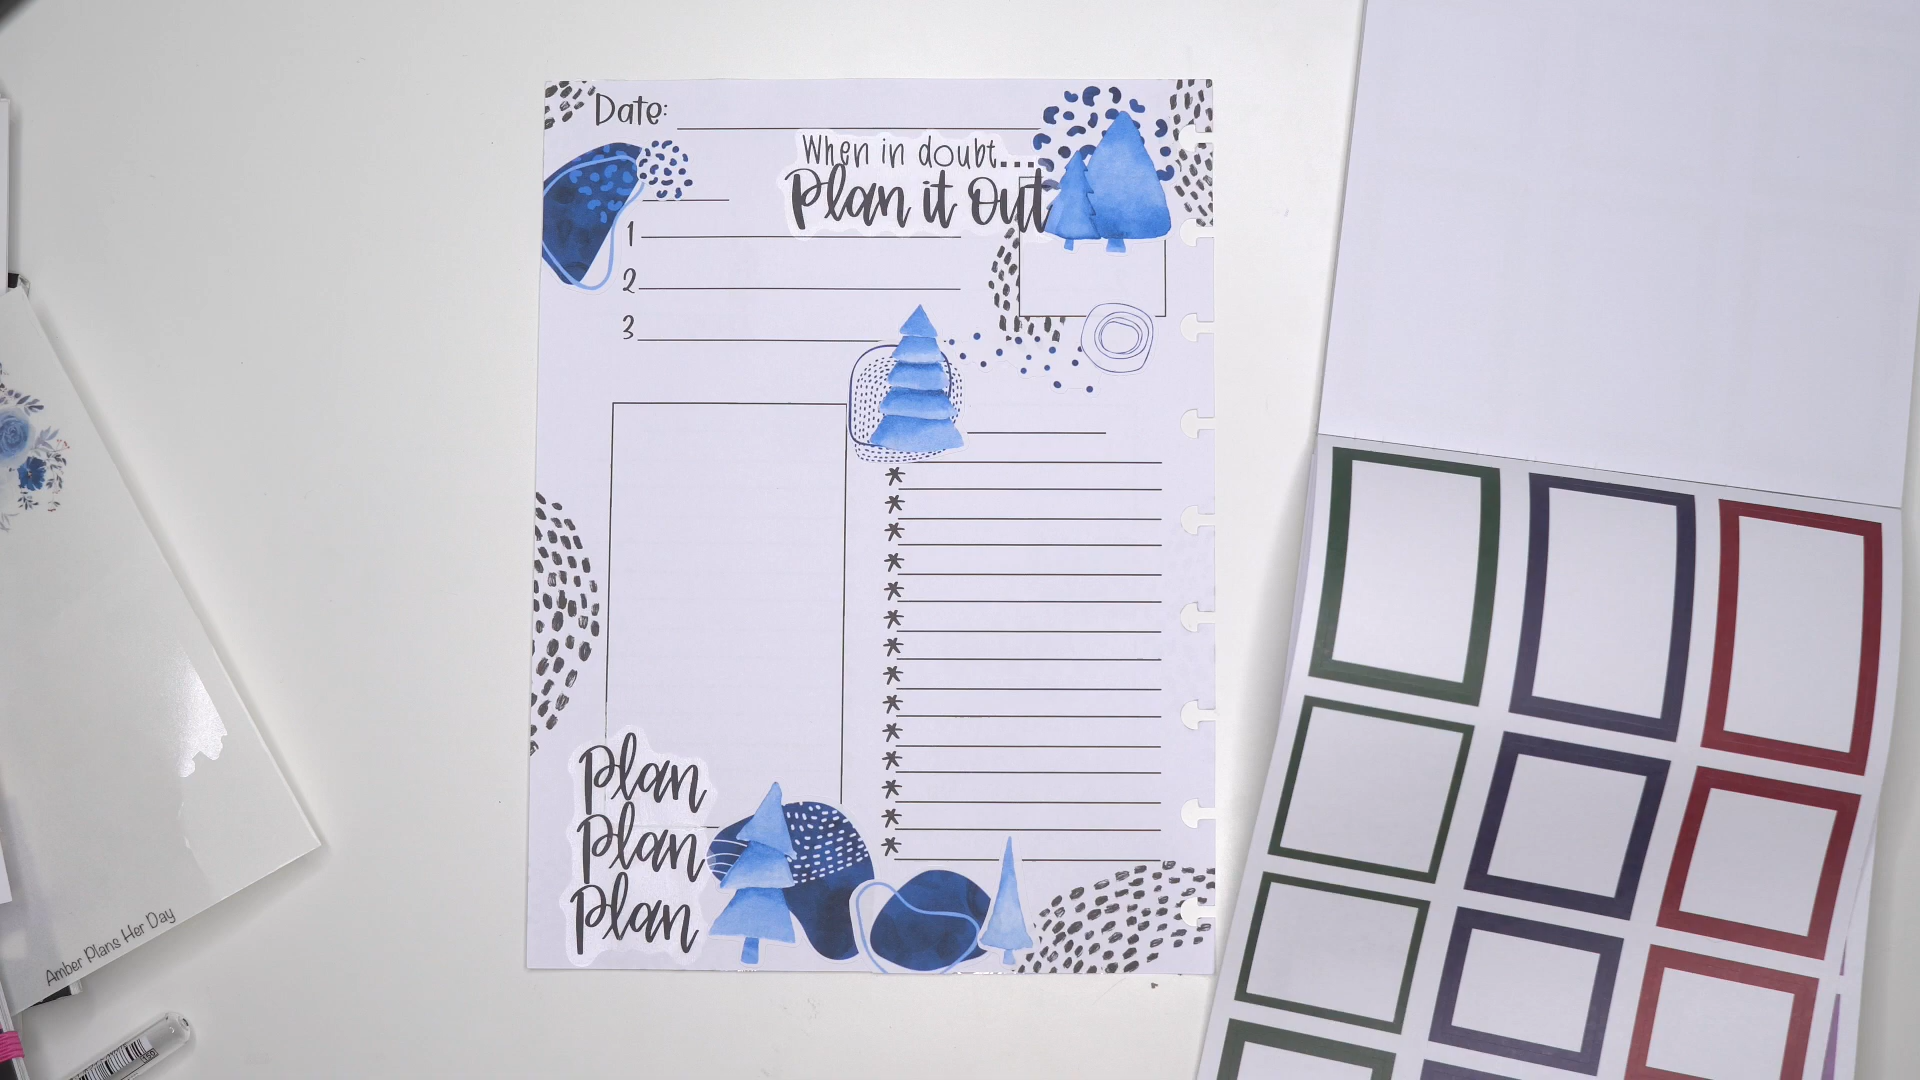 Date:
When in doubt...
Plan it Out
1
2
3
Plan
Plan
Plan
Amber Plans Her Day